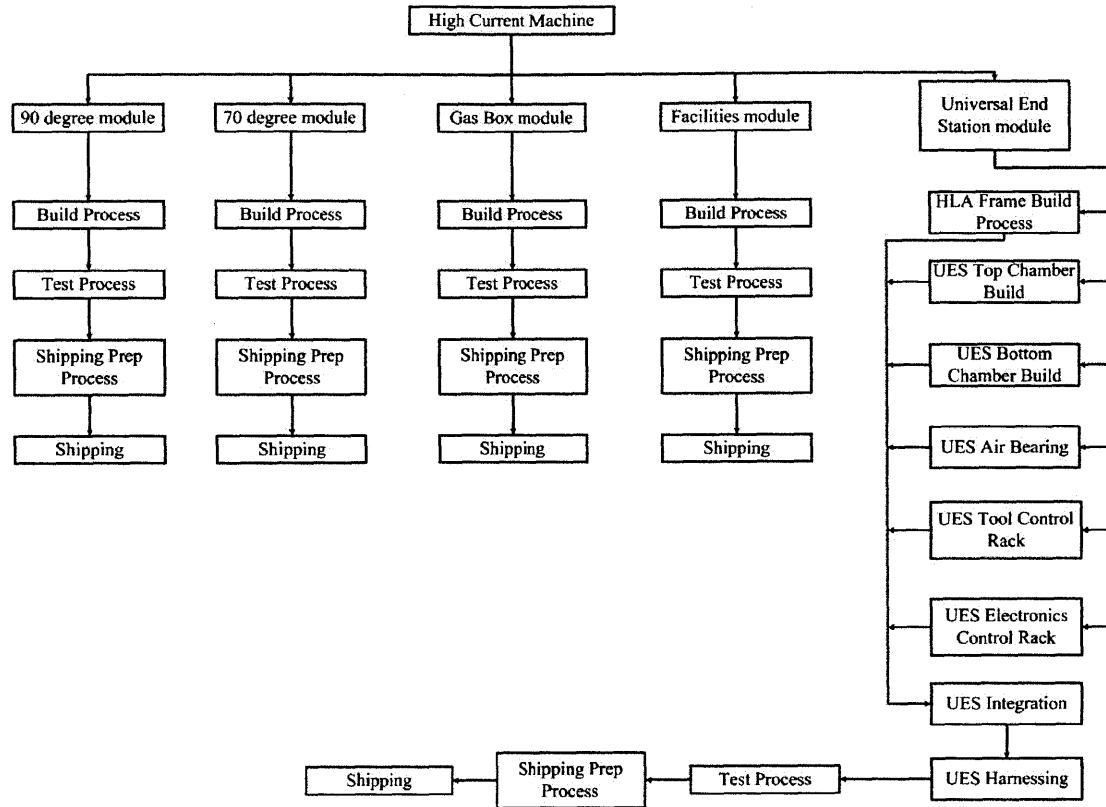 High Current Machine
90 degree module
70 degree module
Gas Box module
Facilities module
Universal End
Station module
Build Process
Build Process
Build Process
Build Process
HLA Frame Build
Process
Test Process
Test Process
Test Process
Test Process
UES Top Chamber
Build
Shipping Prep
Process
Shipping Prep
Process
Shipping Prep
Process
Shipping Prep
Process
UES Bottom
Chamber Build
Shipping
Shipping
Shipping
Shipping
UES Air Bearing
UES Tool Control
Rack
UES Electronics
Control Rack
UES Integration
Shipping
Shipping Prep
Process
Test Process
UES Harnessing